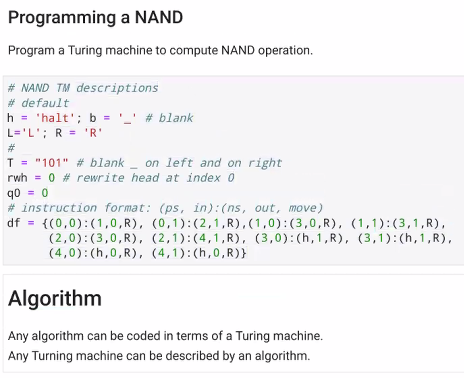 Programming a NAND
Program a Turing machine to compute NAND operation.
# NAND TM descriptions
# default
h = 'halt'; b = '_' # blank
L='L'; R = 'R'
#
T = "101" # blank _ on left and on right
rwh = 0 # rewrite head at index 0
q0 = 0
# instruction format: (ps, in):(ns, out, move)
df = {(0,0):(1,0,R), (0,1):(2,1,R),(1,0):(3,0,R), (1,1):(3,1,R),
(2,0):(3,0,R), (2,1):(4,1,R), (3,0):(h,1,R), (3,1):(h,1,R),
(4,0):(h,0,R), (4,1):(h,0,R)}
Algorithm
Any algorithm can be coded in terms of a Turing machine.
Any Turning machine can be described by an algorithm.